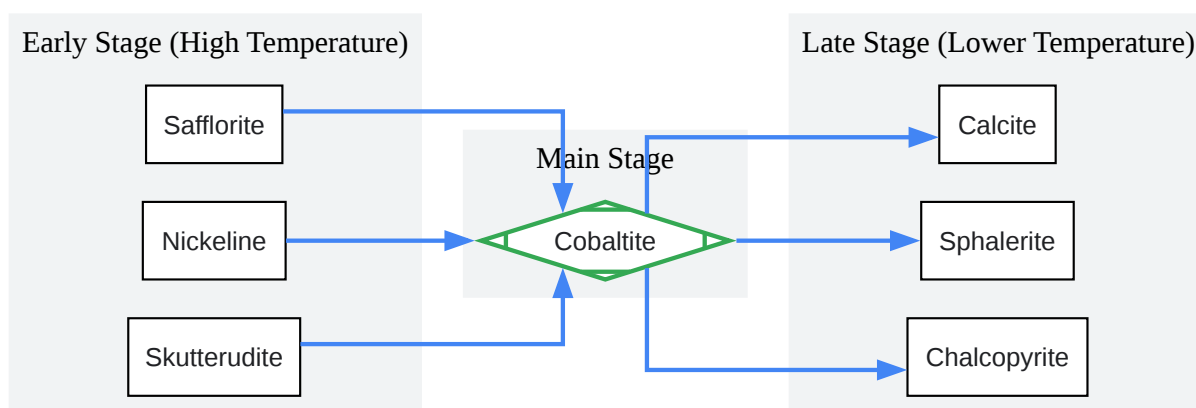 Early Stage (High Temperature)
Safflorite
Nickeline
Skutterudite
Main Stage
Cobaltite
Late Stage (Lower Temperature)
Calcite
Sphalerite
Chalcopyrite